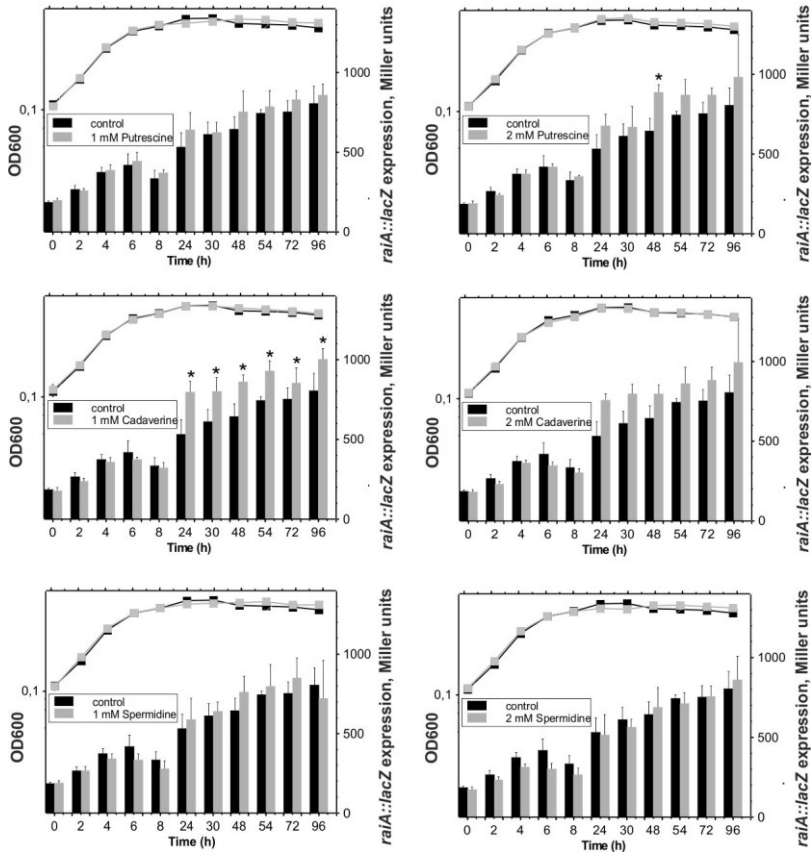 OD600
0,1
control
1 mM Putrescine
1000
500
0
raiA::lacZ expression, Miller units
0 2 4 6 8 24 30 48 54 72 96
Time (h)
OD600
0,1
control
2 mM Putrescine
*
1000
500
0
raiA::lacZ expression, Miller units
0 2 4 6 8 24 30 48 54 72 96
Time (h)
OD600
0,1
control
1 mM Cadaverine
* * * * * *
1000
500
0
raiA::lacZ expression, Miller units
0 2 4 6 8 24 30 48 54 72 96
Time (h)
OD600
0,1
control
2 mM Cadaverine
1000
500
0
raiA::lacZ expression, Miller units
0 2 4 6 8 24 30 48 54 72 96
Time (h)
OD600
0,1
control
1 mM Spermidine
1000
500
0
raiA::lacZ expression, Miller units
0 2 4 6 8 24 30 48 54 72 96
Time (h)
OD600
0,1
control
2 mM Spermidine
1000
500
0
raiA::lacZ expression, Miller units
0 2 4 6 8 24 30 48 54 72 96
Time (h)